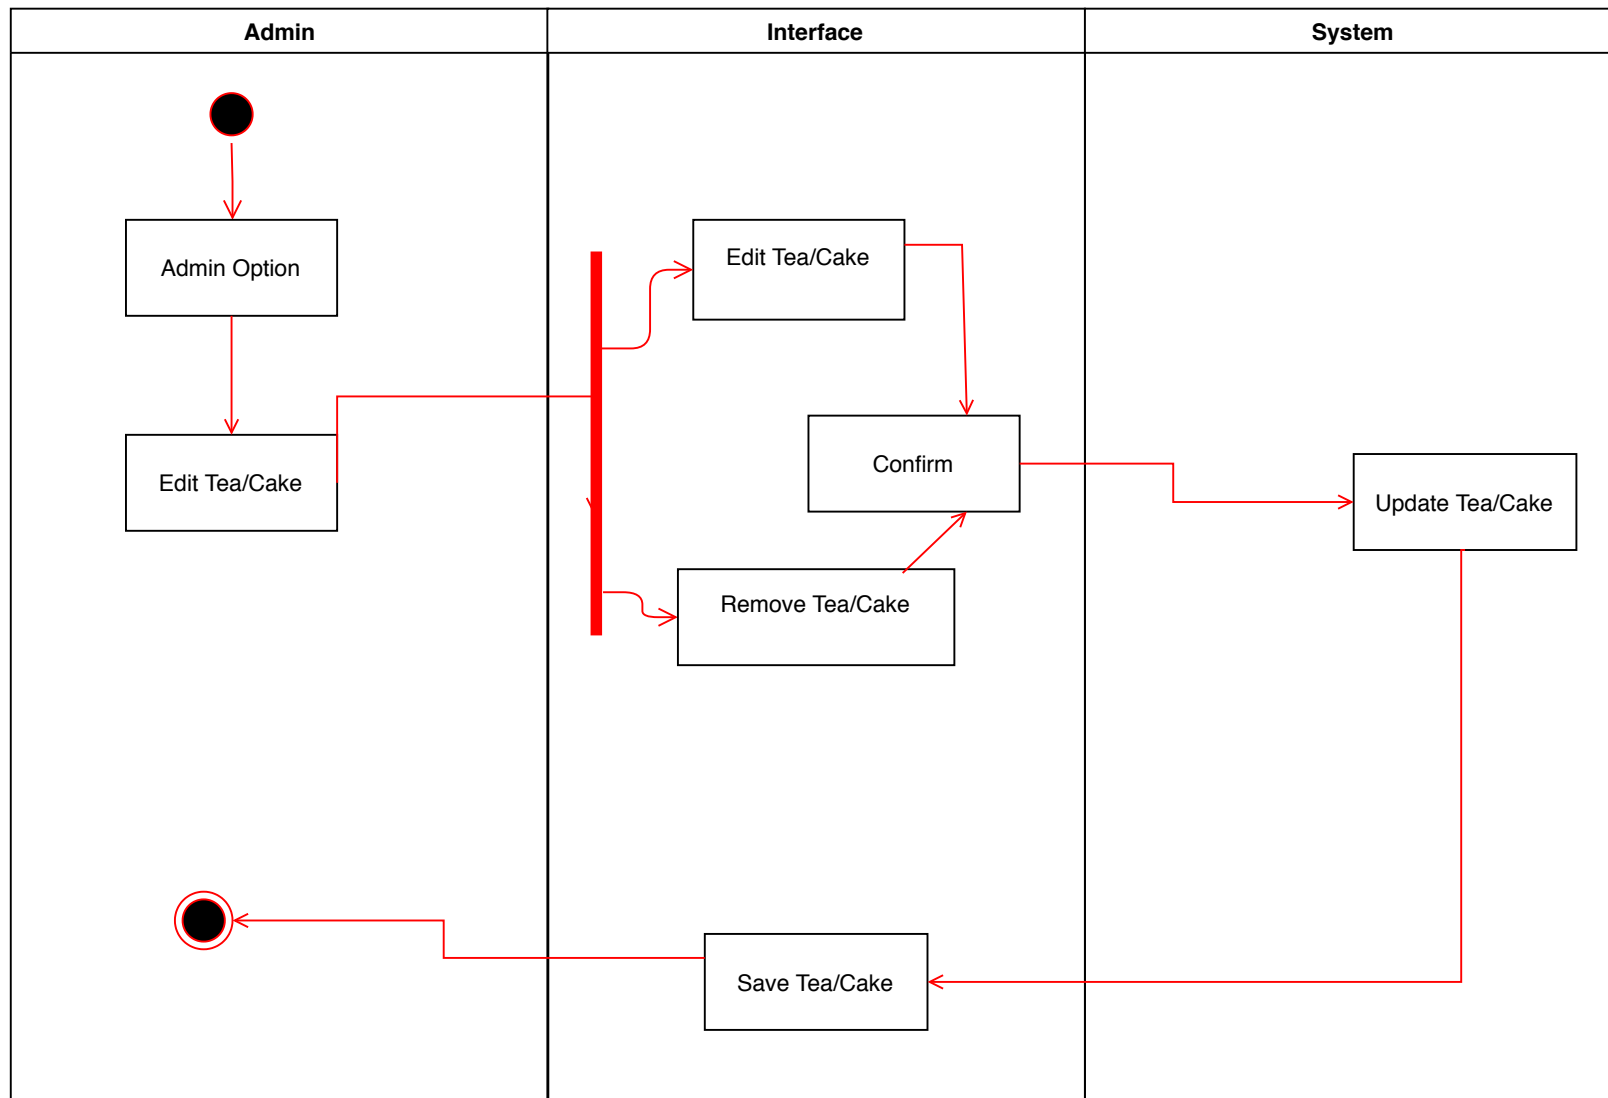 Admin
Interface
System
Admin Option
Edit Tea/Cake
Edit Tea/Cake
Confirm
Remove Tea/Cake
Update Tea/Cake
Save Tea/Cake